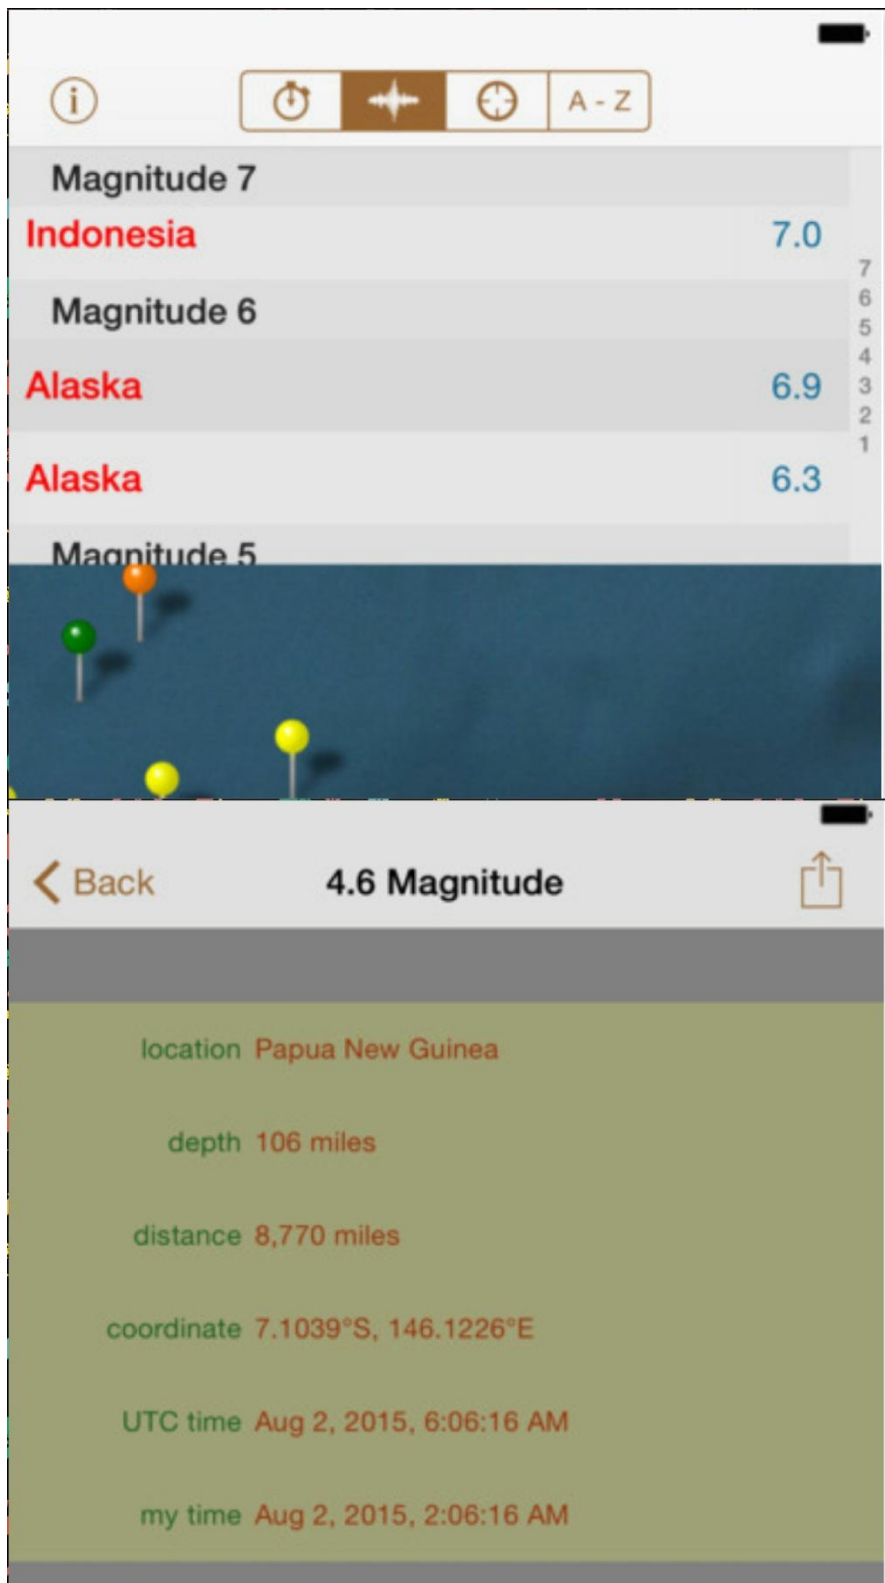 i
A - Z
Magnitude 7
Indonesia 7.0
7
Magnitude 6
6
5
4
Alaska 6.9
3
2
1
Alaska 6.3
Magnitude 5
Back 4.6 Magnitude
location Papua New Guinea
depth 106 miles
distance 8,770 miles
coordinate 7.1039°S, 146.1226°E
UTC time Aug 2, 2015, 6:06:16 AM
my time Aug 2, 2015, 2:06:16 AM